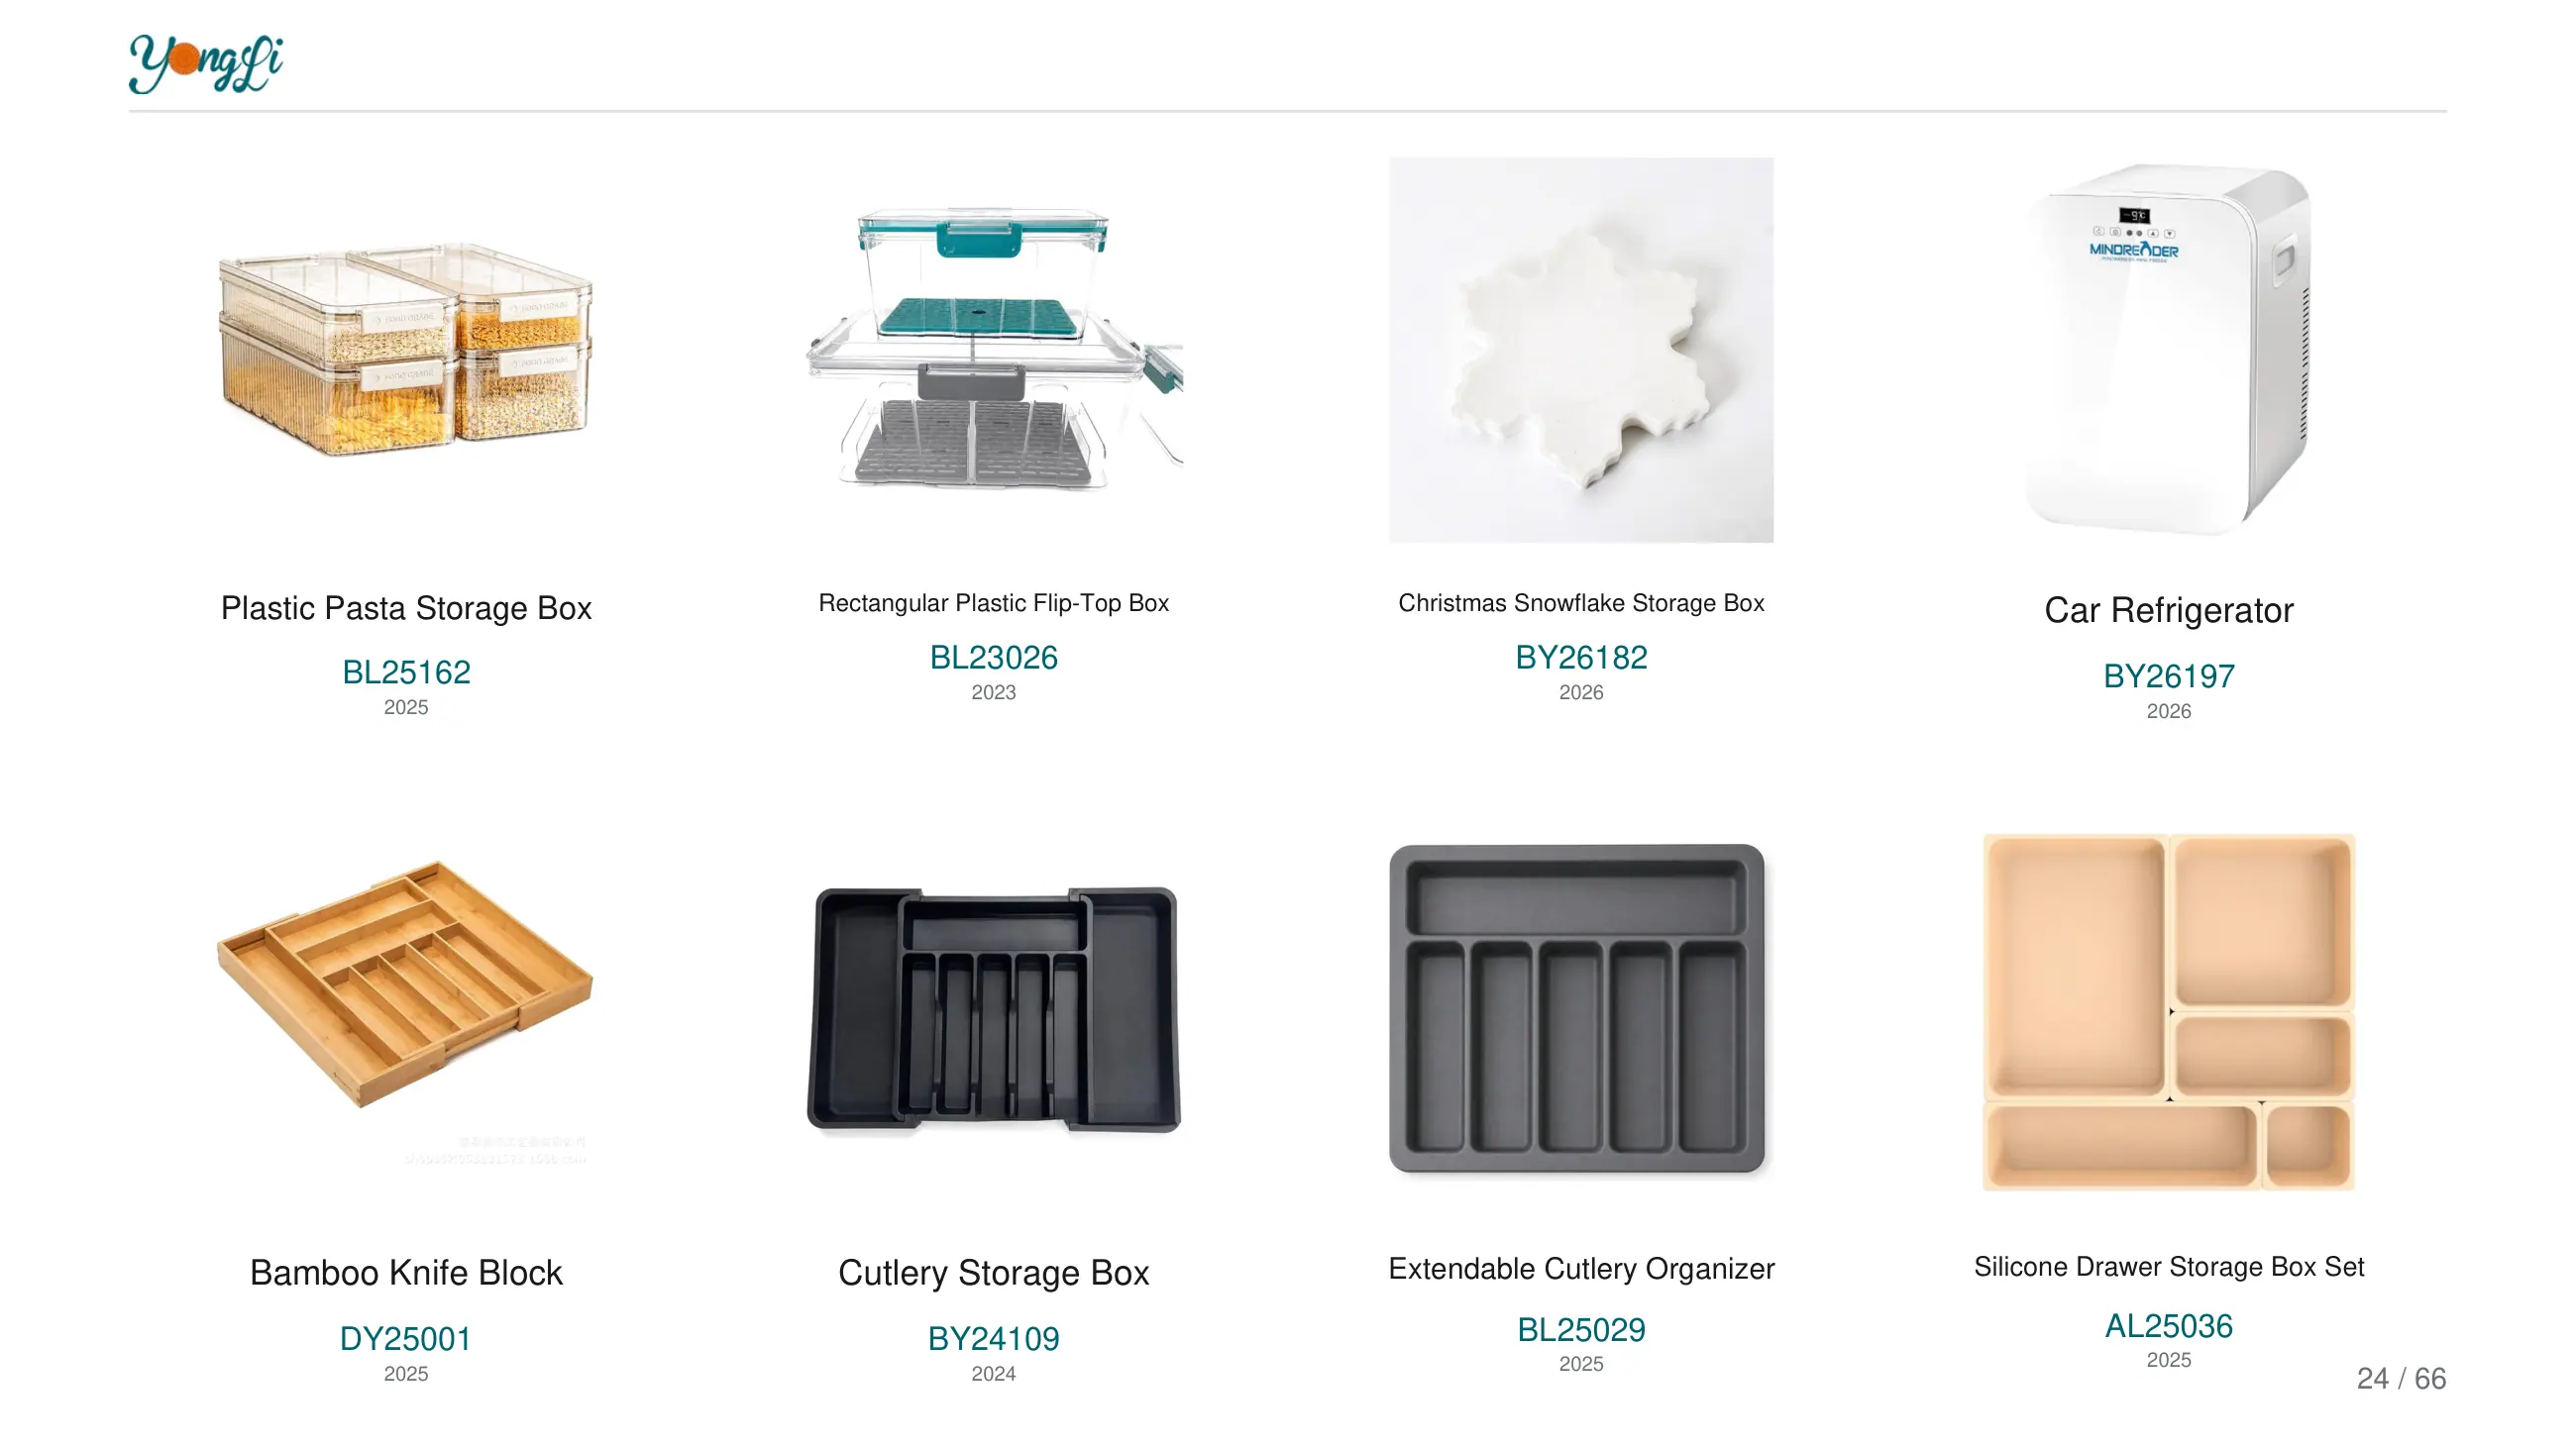 YongLi
MINDREADER
Plastic Pasta Storage Box
BL25162
2025
Rectangular Plastic Flip-Top Box
BL23026
2023
Christmas Snowflake Storage Box
BY26182
2026
Car Refrigerator
BY26197
2026
Bamboo Knife Block
DY25001
2025
Cutlery Storage Box
BY24109
2024
Extendable Cutlery Organizer
BL25029
2025
Silicone Drawer Storage Box Set
AL25036
2025
24 / 66